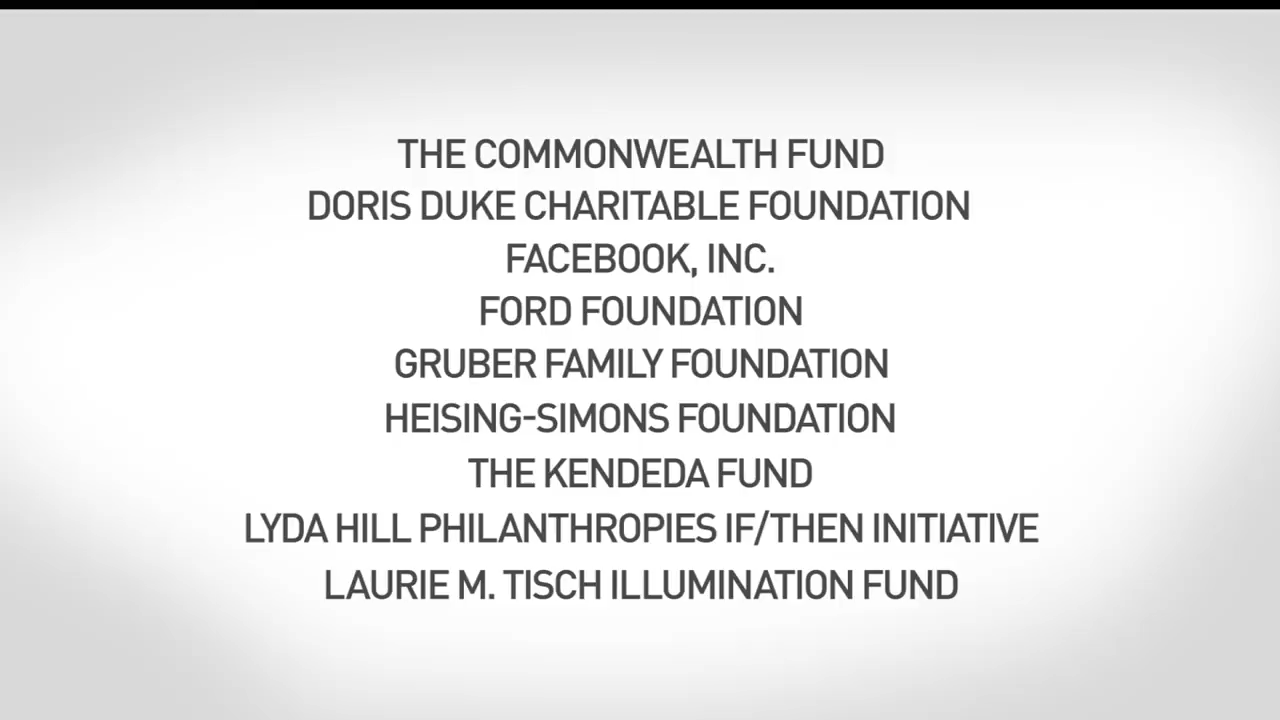 THE COMMONWEALTH FUND
DORIS DUKE CHARITABLE FOUNDATION
FACEBOOK, INC.
FORD FOUNDATION
GRUBER FAMILY FOUNDATION
HEISING-SIMONS FOUNDATION
THE KENDEDA FUND
LYDA HILL PHILANTHROPIES IF/THEN INITIATIVE
LAURIE M. TISCH ILLUMINATION FUND